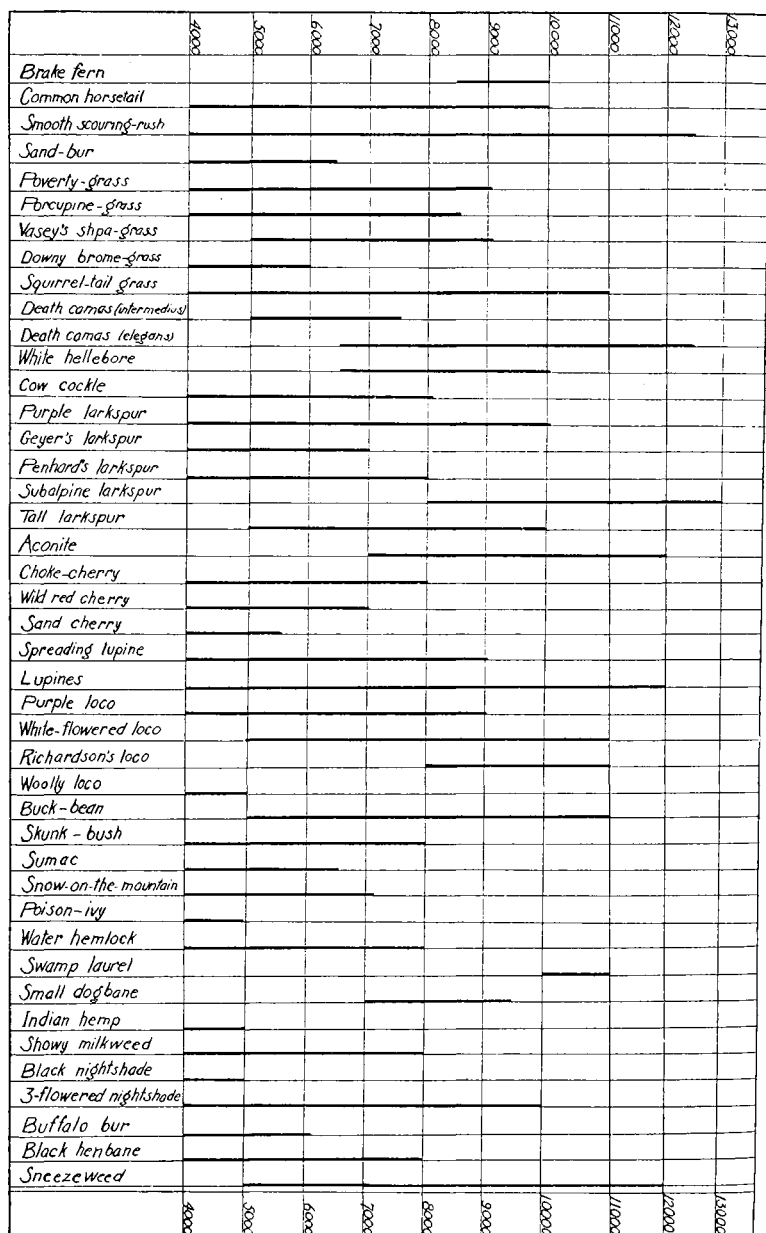 4000 5000 6000 7000 8000 9000 10000 11000 12000 13000
Brake fern
Common horsetail
Smooth scouring-rush
Sand-bur
Poverty-grass
Porcupine-grass
Vasey's stipa-grass
Downy brome-grass
Squirrel-tail grass
Death camas (intermedius)
Death camas (elegans)
White hellebore
Cow cockle
Purple larkspur
Geyer's larkspur
Penhard's larkspur
Subalpine larkspur
Tall larkspur
Aconite
Choke-cherry
Wild red cherry
Sand cherry
Spreading lupine
Lupines
Purple loco
White-flowered loco
Richardson's loco
Woolly loco
Buck-bean
Skunk-bush
Sumac
Snow-on-the-mountain
Poison-ivy
Water hemlock
Swamp laurel
Small dogbane
Indian hemp
Showy milkweed
Black nightshade
3-flowered nightshade
Buffalo bur
Black henbane
Sneezeweed
4000 5000 6000 7000 8000 9000 10000 11000 12000 13000